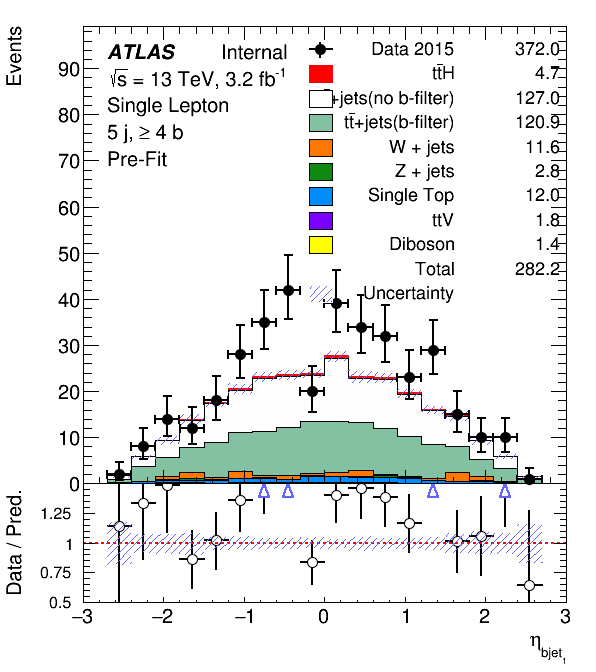 Events
ATLAS Internal
√s = 13 TeV, 3.2 fb⁻¹
Single Lepton
5 j, ≥ 4 b
Pre-Fit
Data 2015 372.0
tt̄H 4.7
+jets(no b-filter) 127.0
tt̄+jets(b-filter) 120.9
W + jets 11.6
Z + jets 2.8
Single Top 12.0
ttV 1.8
Diboson 1.4
Total 282.2
Uncertainty
90
80
70
60
50
40
30
20
10
0
Data / Pred.
1.25
1
0.75
0.5
−3 −2 −1 0 1 2 3
η_bjet₁